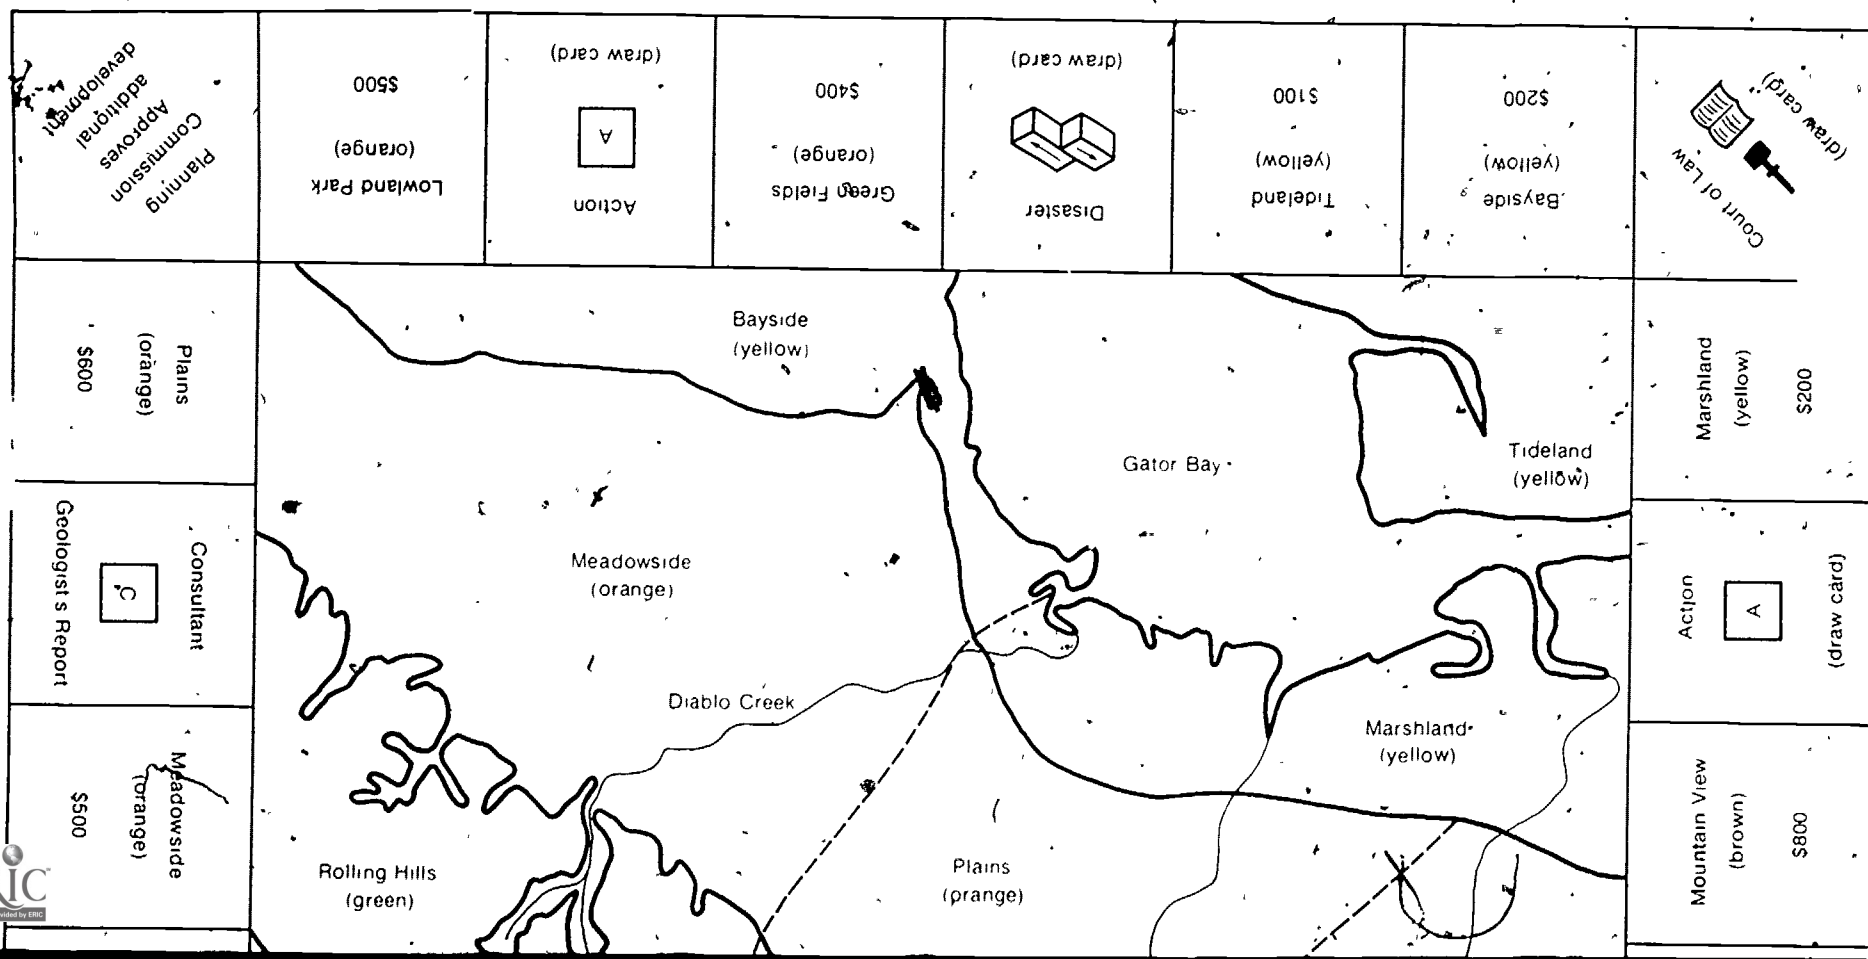 Planning
Commission
Approves
additional
development
Lowland Park
(orange)
$500
Action
A
(draw card)
Green Fields
(orange)
$400
Disaster
(draw card)
Tideland
(yellow)
$100
Bayside
(yellow)
$200
Court of Law
(draw card)
Plains
(orange)
$600
Consultant
C
Geologists Report
Meadowside
(orange)
$500
Bayside
(yellow)
Gator Bay
Tideland
(yellow)
Meadowside
(orange)
Diablo Creek
Marshland
(yellow)
Rolling Hills
(green)
Plains
(orange)
Marshland
(yellow)
$200
Action
A
(draw card)
Mountain View
(brown)
$800